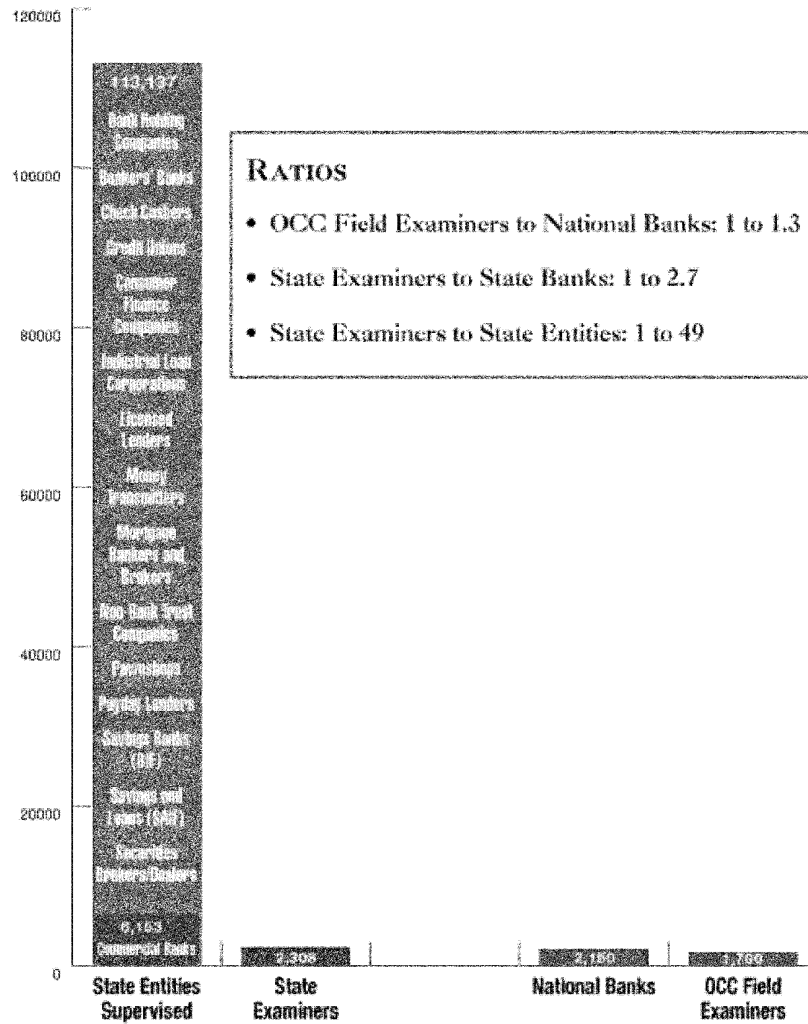 120000
100000
80000
60000
40000
20000
0
113,137
Bank Holding
Companies
Bankers' Banks
Check Cashers
Credit Unions
Consumer
Finance
Companies
Industrial Loan
Corporations
Licensed
Lenders
Money
Transmitters
Mortgage
Bankers and
Brokers
Non Bank Trust
Companies
Pawnshops
Payday Lenders
Savings Banks
(BIF)
Savings and
Loans (SAIF)
Securities
Brokers/Dealers
6,153
Commercial Banks
RATIOS
• OCC Field Examiners to National Banks: 1 to 1.3
• State Examiners to State Banks: 1 to 2.7
• State Examiners to State Entities: 1 to 49
2,308
2,150
State Entities
Supervised
State
Examiners
National Banks
OCC Field
Examiners